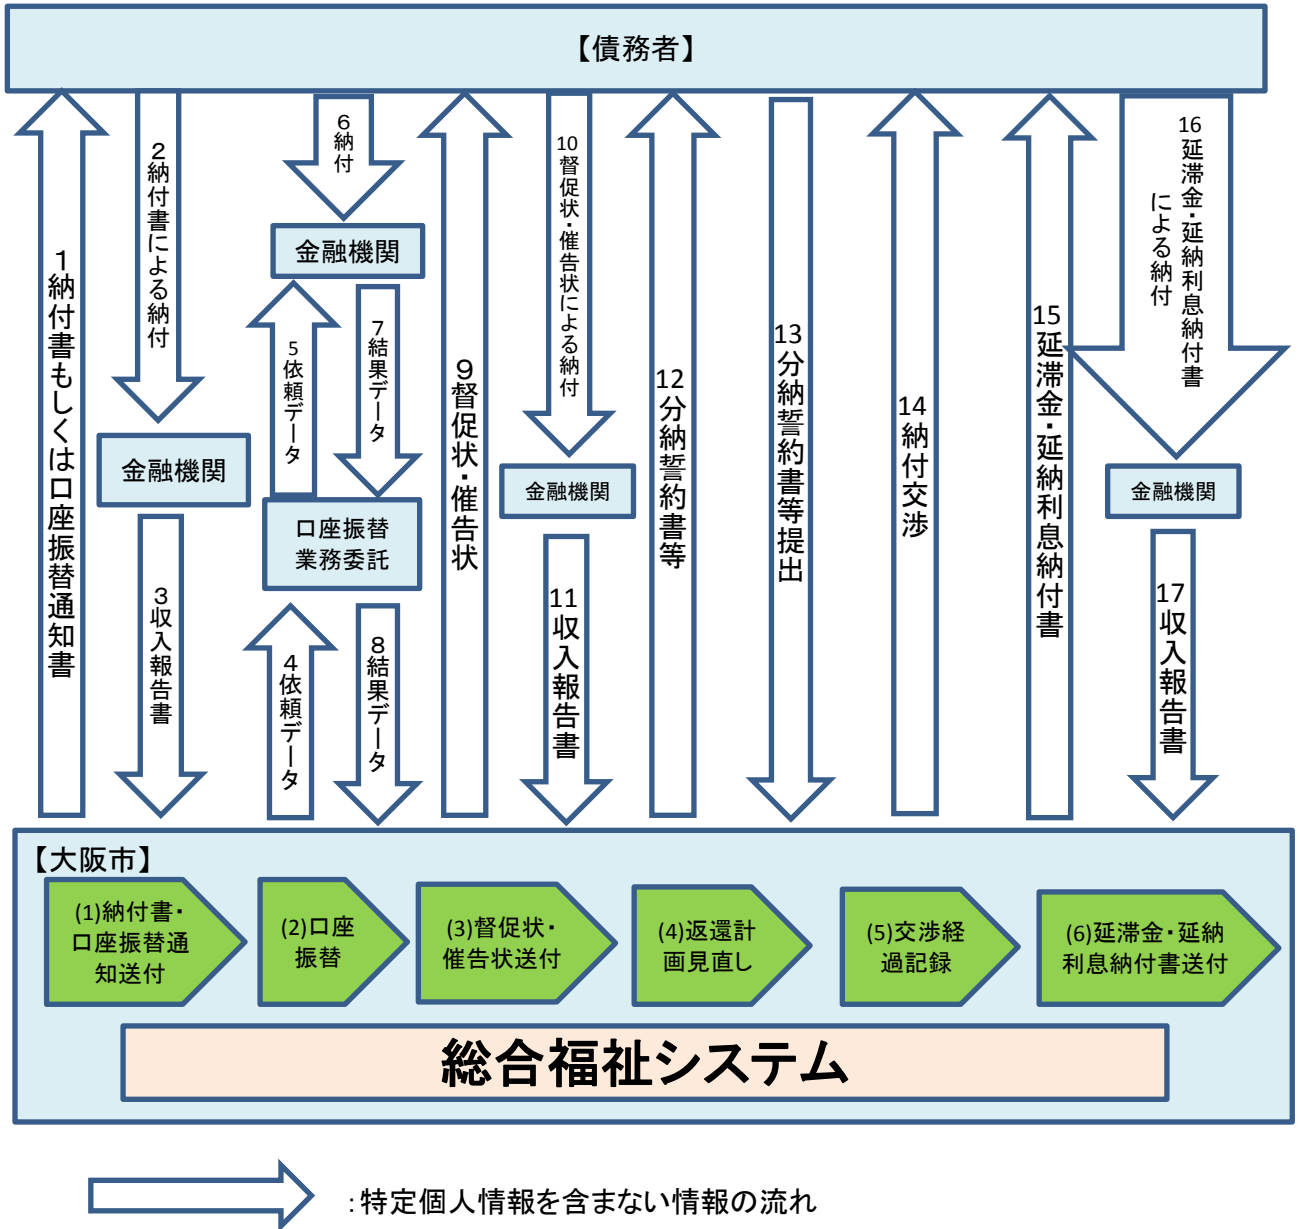 【債務者】
1納付書もしくは口座振替通知書
2納付書による納付
金融機関
3収入報告書
6納付
金融機関
5依頼データ
7結果データ
口座振替
業務委託
4依頼データ
8結果データ
9督促状・催告状
10督促状・催告状による納付
金融機関
11収入報告書
12分納誓約書等
13分納誓約書等提出
14納付交渉
15延滞金・延納利息納付書
16延滞金・延納利息納付書
による納付
金融機関
17収入報告書
【大阪市】
(1)納付書・
口座振替通
知送付
(2)口座
振替
(3)督促状・
催告状送付
(4)返還計
画見直し
(5)交渉経
過記録
(6)延滞金・延納
利息納付書送付
総合福祉システム
:特定個人情報を含まない情報の流れ